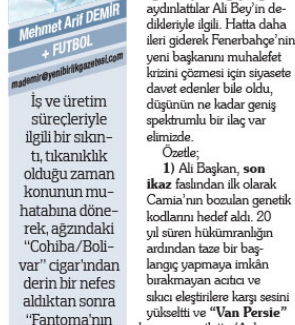 Mehmet Arif DEMİR
+ FUTBOL
mademir@yenibirlikgazetesi.com
İş ve üretim
süreçleriyle
ilgili bir sıkın-
tı, tıkanıklık
olduğu zaman
konunun mu-
hatabına döne-
rek, ağzındaki
“Cohiba/Boli-
var” cigar'ından
derin bir nefes
aldıktan sonra
“Fantoma'nın
aydınlattılar Ali Bey'in de-
dikleriyle ilgili. Hatta daha
ileri giderek Fenerbahçe'nin
yeni başkanını muhalefet
krizini çözmesi için siyasete
davet edenler bile oldu,
düşünün ne kadar geniş
spektrumlu bir ilaç var
elimizde.
Özetle;
1) Ali Başkan, son
ikaz faslından ilk olarak
Camia'nın bozulan genetik
kodlarını hedef aldı. 20
yıl süren hükümranlığın
ardından taze bir baş-
langıç yapmaya imkân
bırakmayan acıtıcı ve
sıkıcı eleştirilere karşı sesini
yükseltti ve “Van Persie”